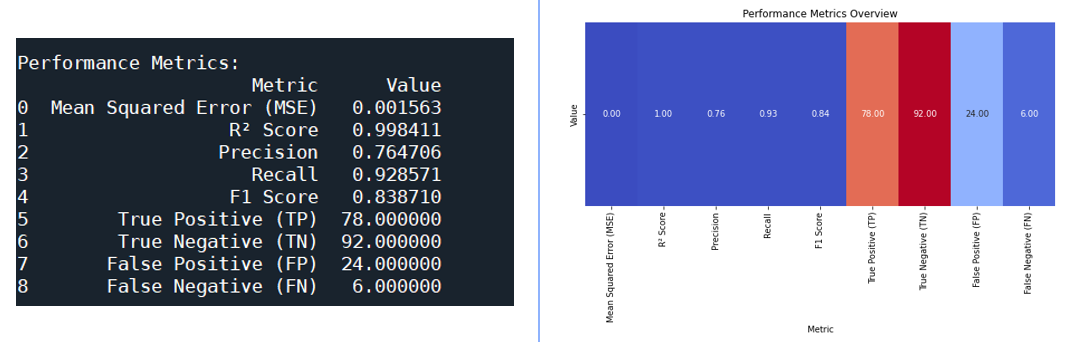 Performance Metrics:
Metric Value
0 Mean Squared Error (MSE) 0.001563
1 R² Score 0.998411
2 Precision 0.764706
3 Recall 0.928571
4 F1 Score 0.838710
5 True Positive (TP) 78.000000
6 True Negative (TN) 92.000000
7 False Positive (FP) 24.000000
8 False Negative (FN) 6.000000
Performance Metrics Overview
Value
0.00 1.00 0.76 0.93 0.84 78.00 92.00 24.00 6.00
Mean Squared Error (MSE)
R² Score
Precision
Recall
F1 Score
True Positive (TP)
True Negative (TN)
False Positive (FP)
False Negative (FN)
Metric